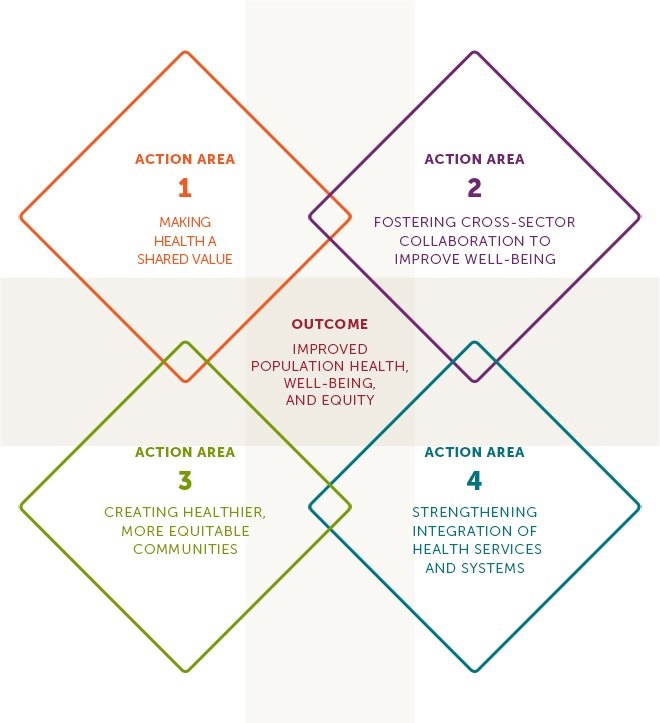 ACTION AREA
1
MAKING
HEALTH A
SHARED VALUE
ACTION AREA
2
FOSTERING CROSS-SECTOR
COLLABORATION TO
IMPROVE WELL-BEING
OUTCOME
IMPROVED
POPULATION HEALTH,
WELL-BEING,
AND EQUITY
ACTION AREA
3
CREATING HEALTHIER,
MORE EQUITABLE
COMMUNITIES
ACTION AREA
4
STRENGTHENING
INTEGRATION OF
HEALTH SERVICES
AND SYSTEMS